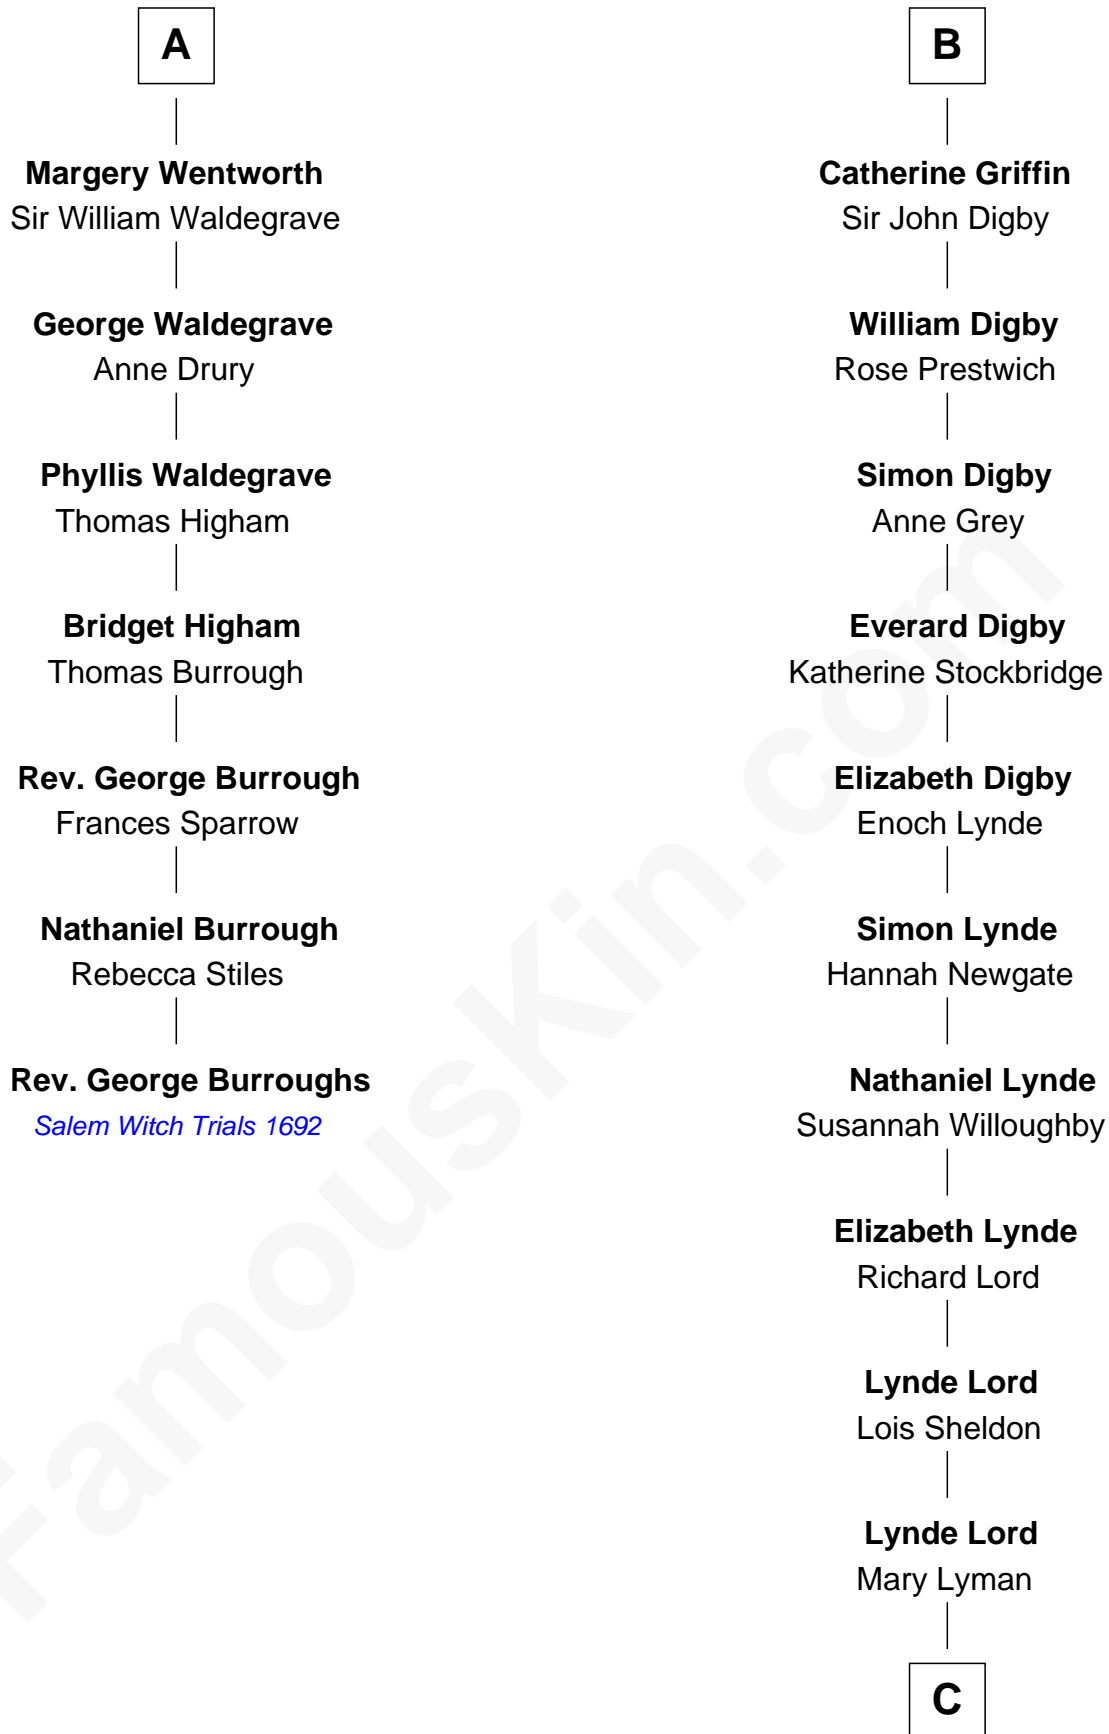 A
Margery Wentworth
Sir William Waldegrave
George Waldegrave
Anne Drury
Phyllis Waldegrave
Thomas Higham
Bridget Higham
Thomas Burrough
Rev. George Burrough
Frances Sparrow
Nathaniel Burrough
Rebecca Stiles
Rev. George Burroughs
Salem Witch Trials 1692
B
Catherine Griffin
Sir John Digby
William Digby
Rose Prestwich
Simon Digby
Anne Grey
Everard Digby
Katherine Stockbridge
Elizabeth Digby
Enoch Lynde
Simon Lynde
Hannah Newgate
Nathaniel Lynde
Susannah Willoughby
Elizabeth Lynde
Richard Lord
Lynde Lord
Lois Sheldon
Lynde Lord
Mary Lyman
C
FamousKin.com